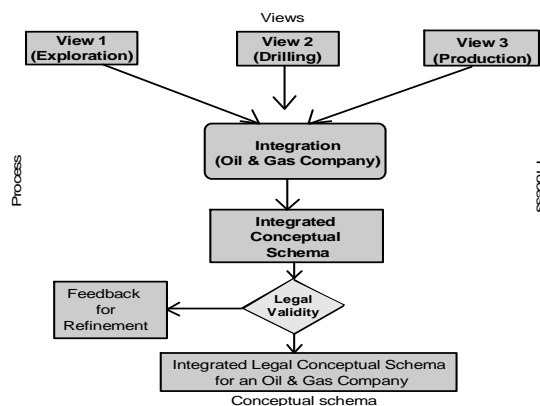 Views
View 1
(Exploration)
View 2
(Drilling)
View 3
(Production)
Integration
(Oil & Gas Company)
Process
Process
Integrated
Conceptual
Schema
Feedback
for
Refinement
Legal
Validity
Integrated Legal Conceptual Schema
for an Oil & Gas Company
Conceptual schema